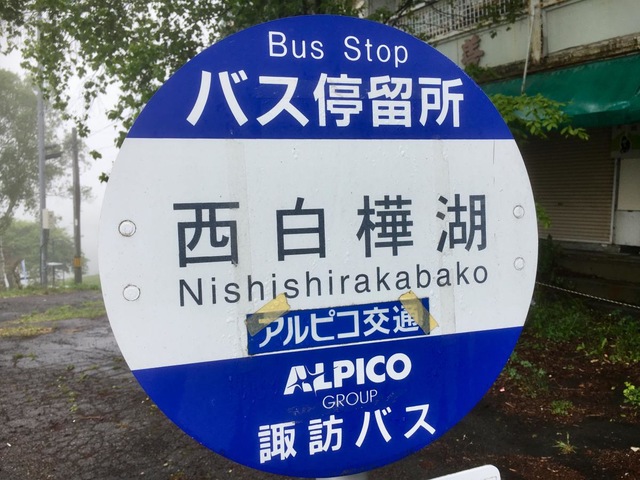 Bus Stop
バス停留所
西白樺湖
Nishishirakabako
アルピコ交通
ALPICO
GROUP
諏訪バス